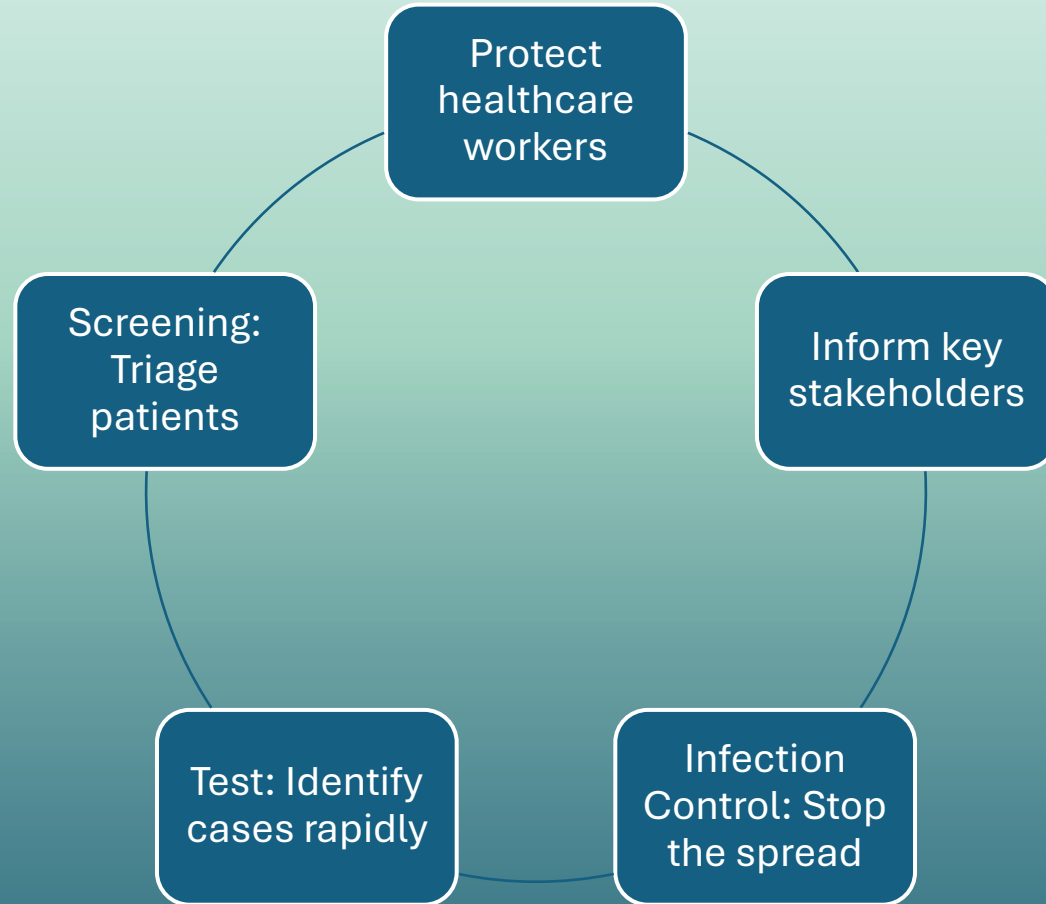 Protect
healthcare
workers
Inform key
stakeholders
Infection
Control: Stop
the spread
Test: Identify
cases rapidly
Screening:
Triage
patients